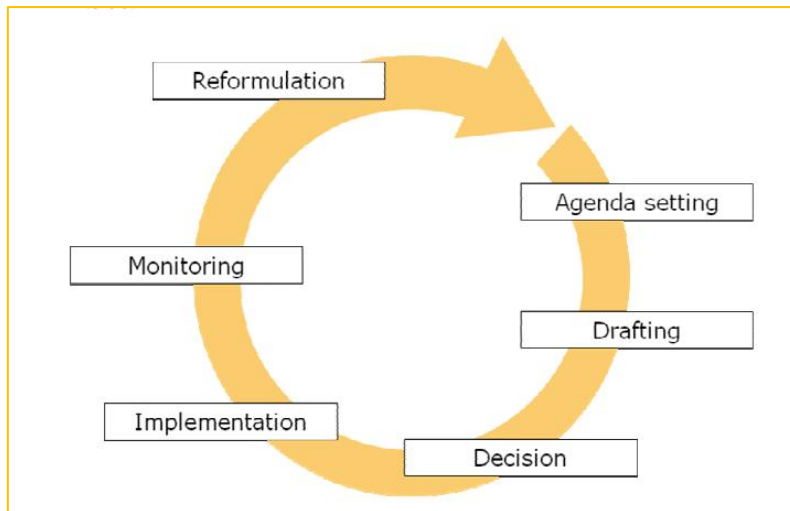 Reformulation
Agenda setting
Monitoring
Drafting
Implementation
Decision